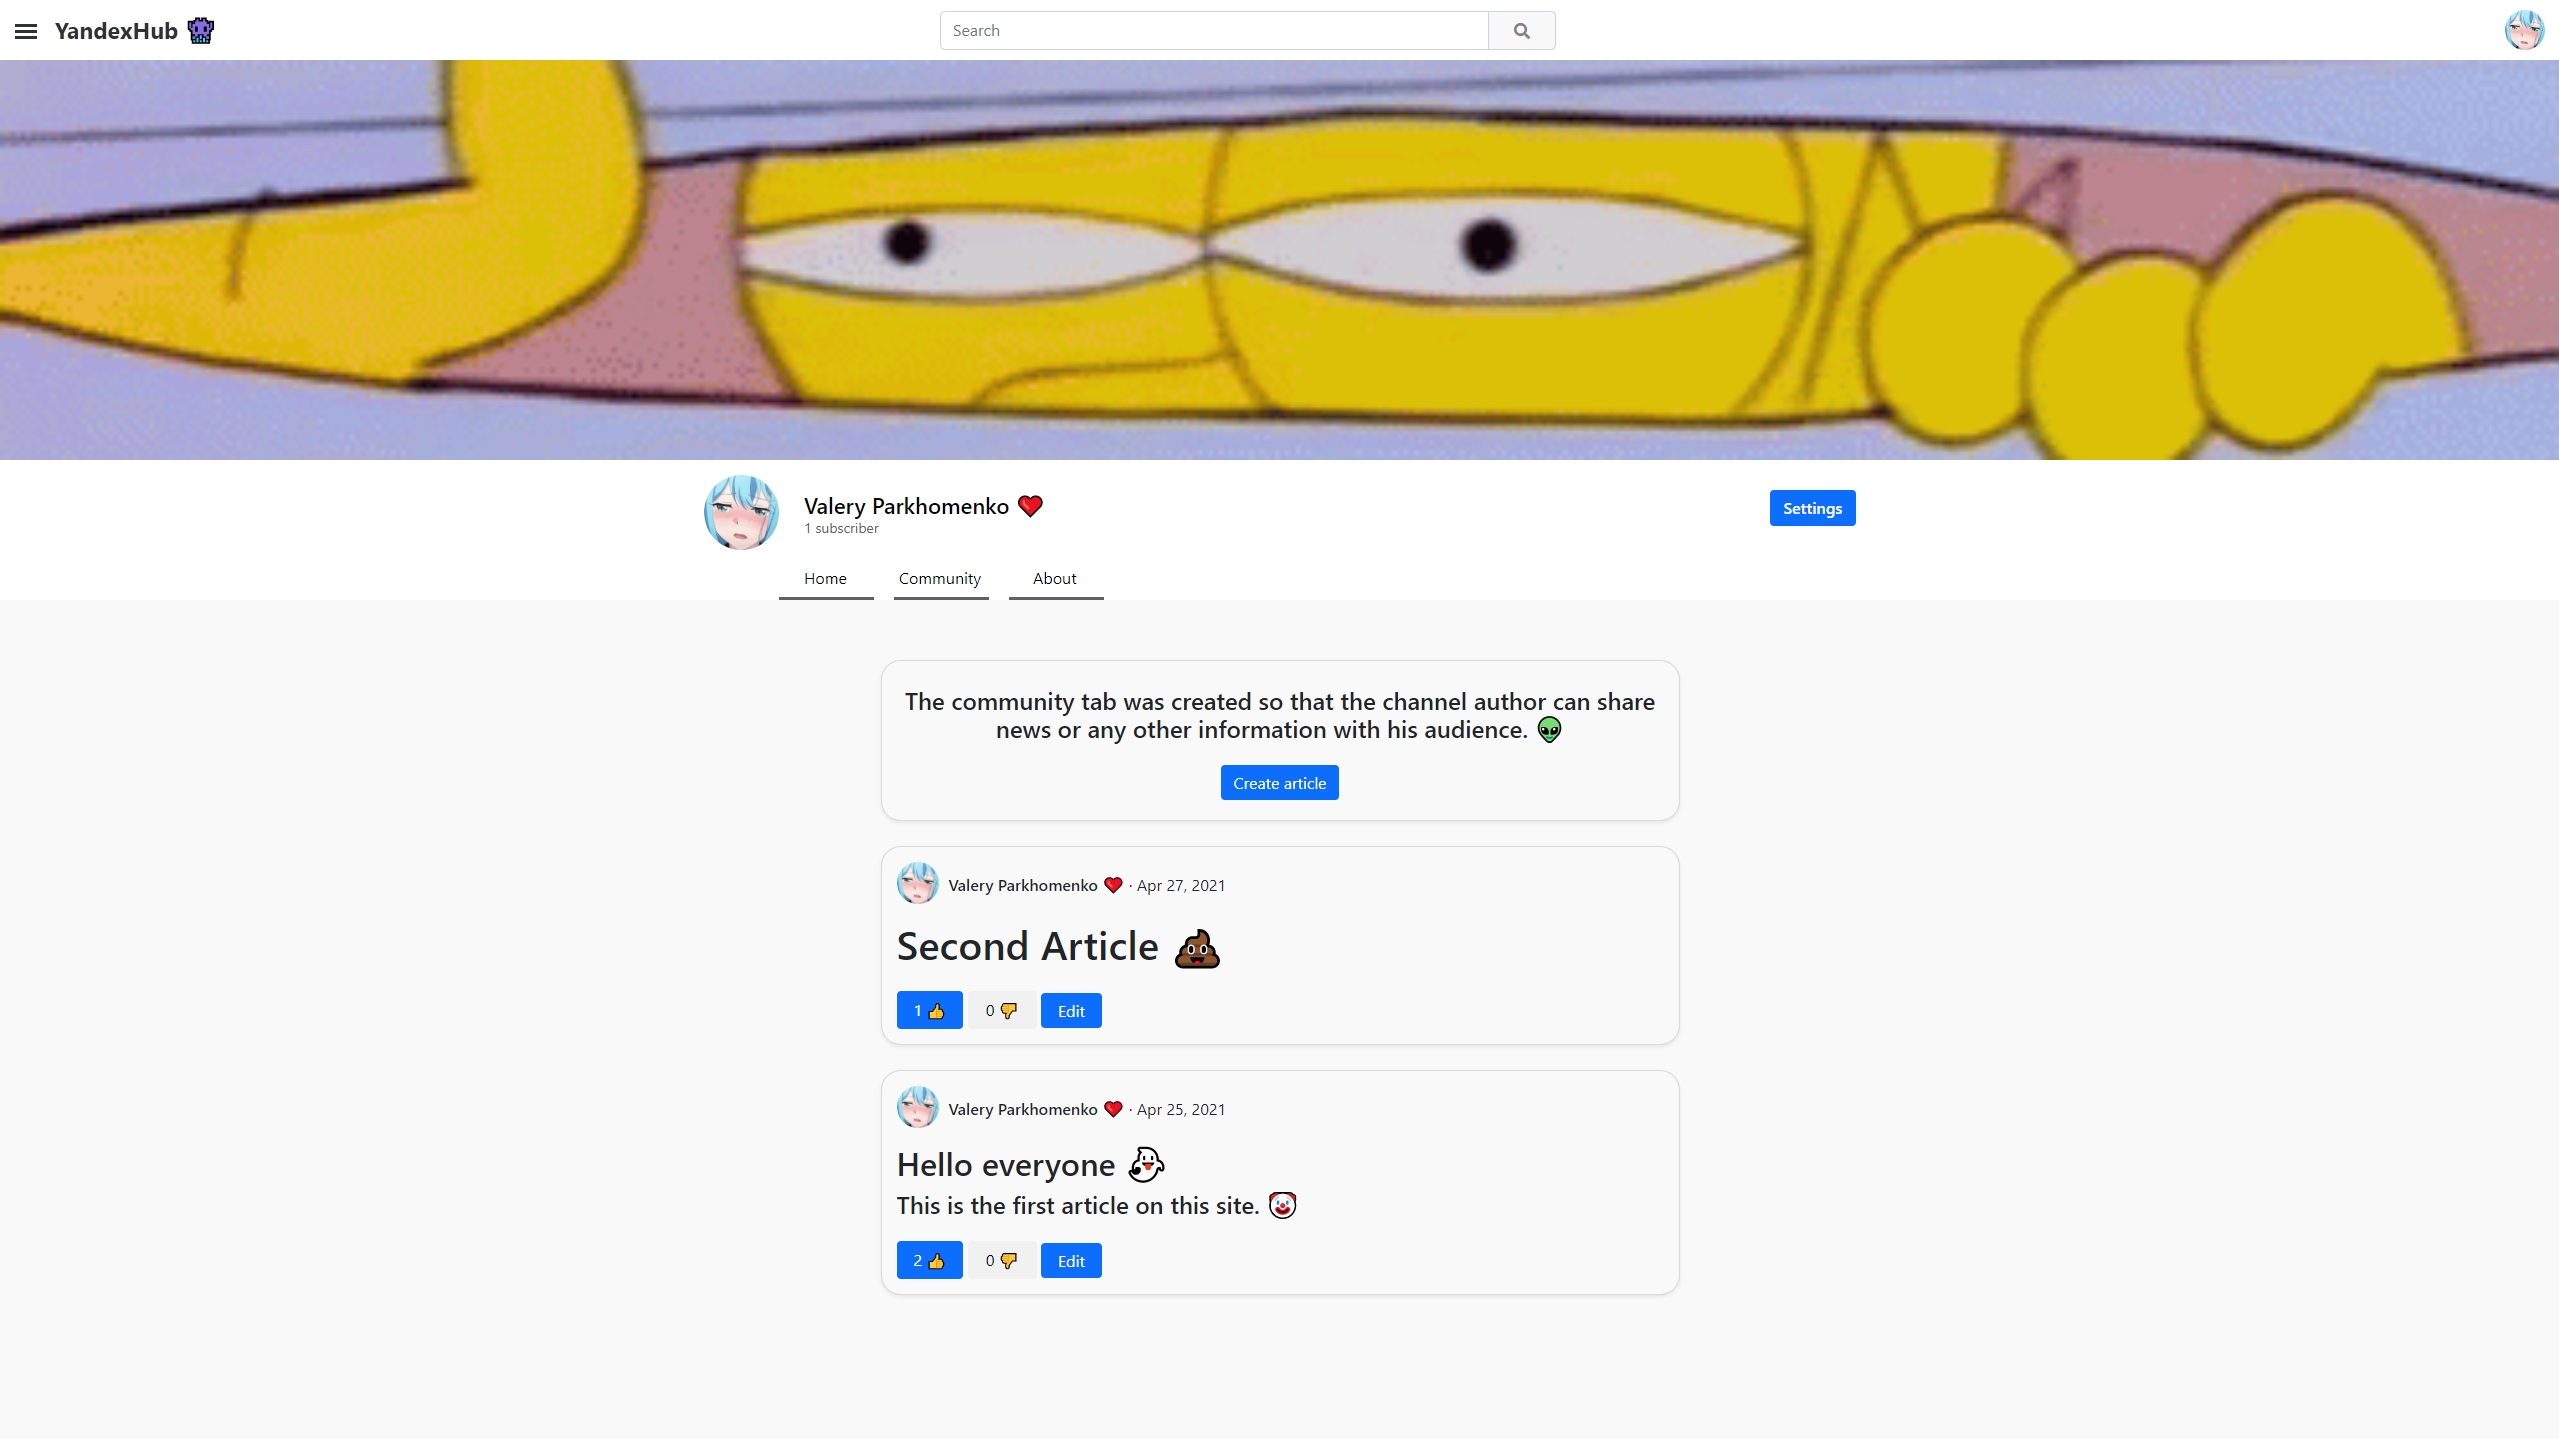 YandexHub 👾
Search
Valery Parkhomenko ❤️
1 subscriber
Settings
Home
Community
About
The community tab was created so that the channel author can share
news or any other information with his audience. 👽
Create article
Valery Parkhomenko ❤️ · Apr 27, 2021
Second Article 💩
1 👍
0 👎
Edit
Valery Parkhomenko ❤️ · Apr 25, 2021
Hello everyone 👻
This is the first article on this site. 🤡
2 👍
0 👎
Edit